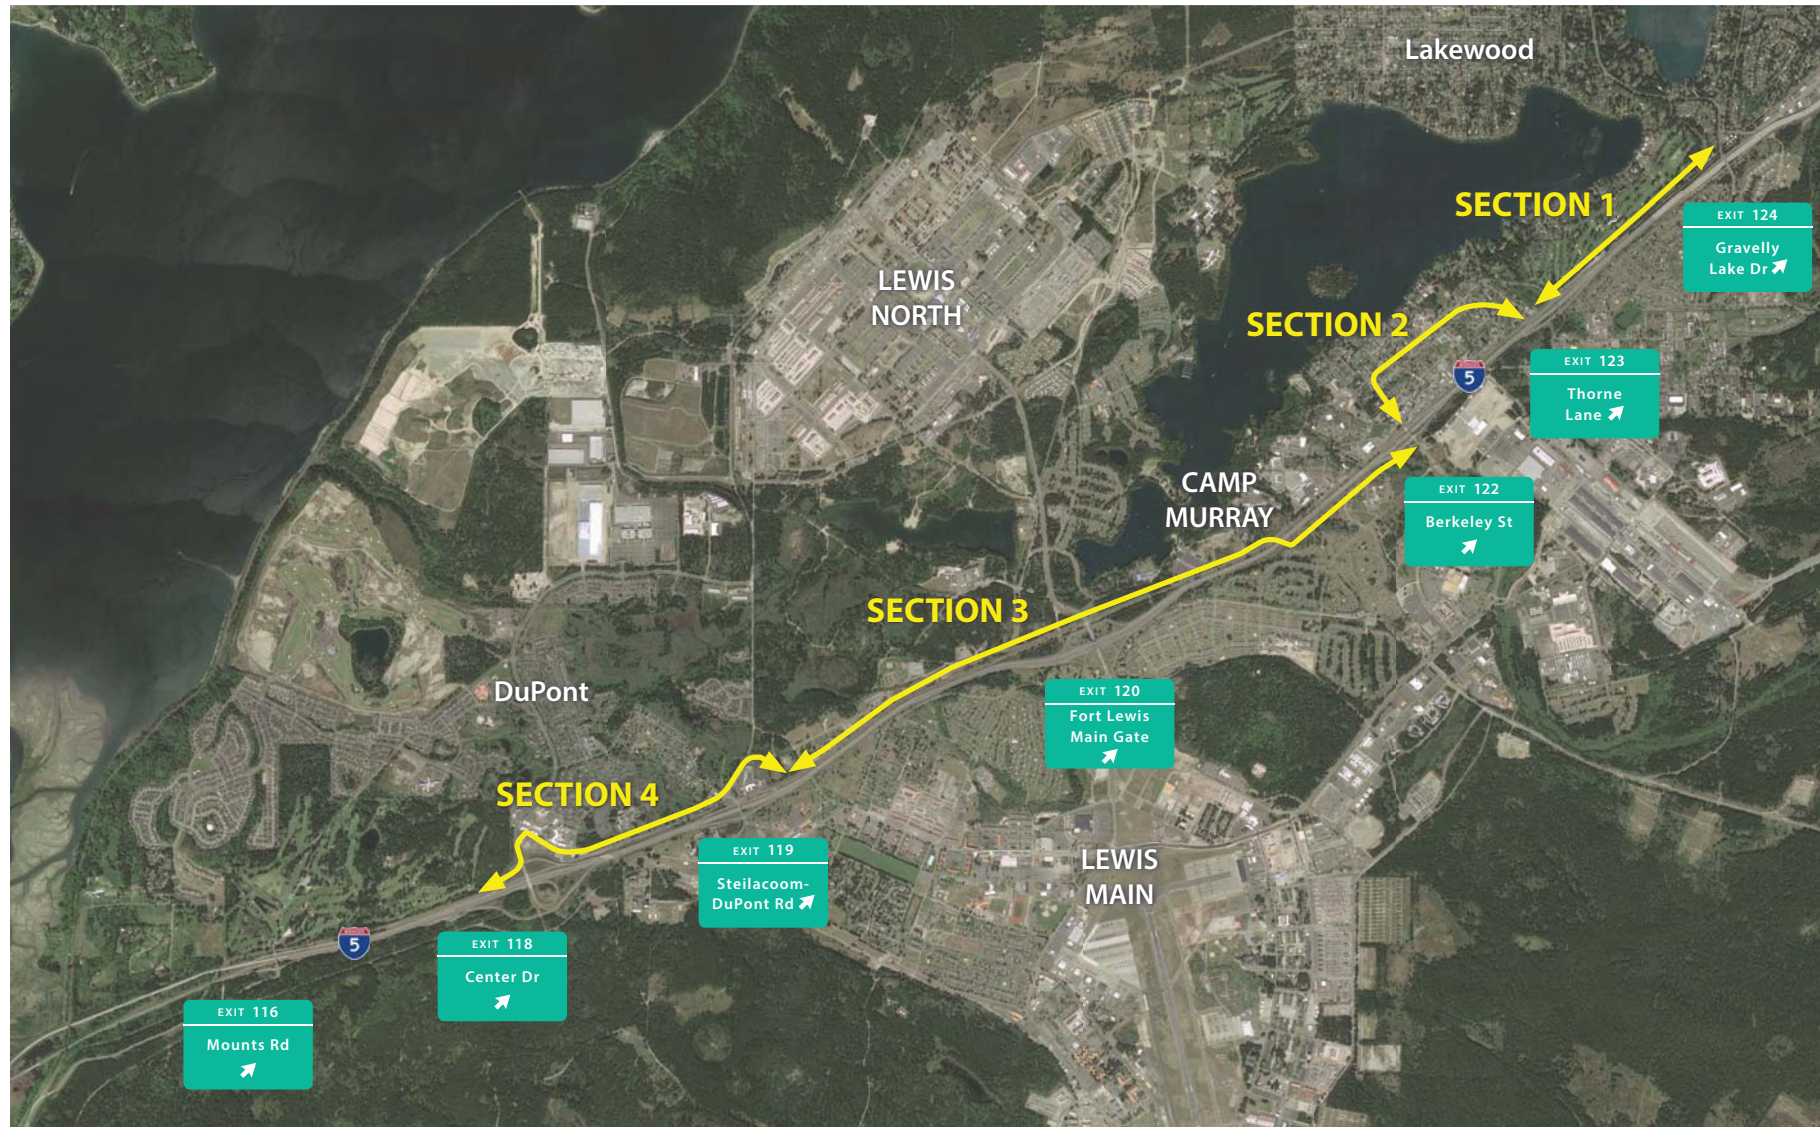 Lakewood
SECTION 1
EXIT 124
Gravelly
Lake Dr
LEWIS
NORTH
SECTION 2
5
EXIT 123
Thorne
Lane
CAMP
MURRAY
EXIT 122
Berkeley St
SECTION 3
DuPont
EXIT 120
Fort Lewis
Main Gate
SECTION 4
EXIT 119
Steilacoom-
DuPont Rd
LEWIS
MAIN
5
EXIT 118
Center Dr
EXIT 116
Mounts Rd